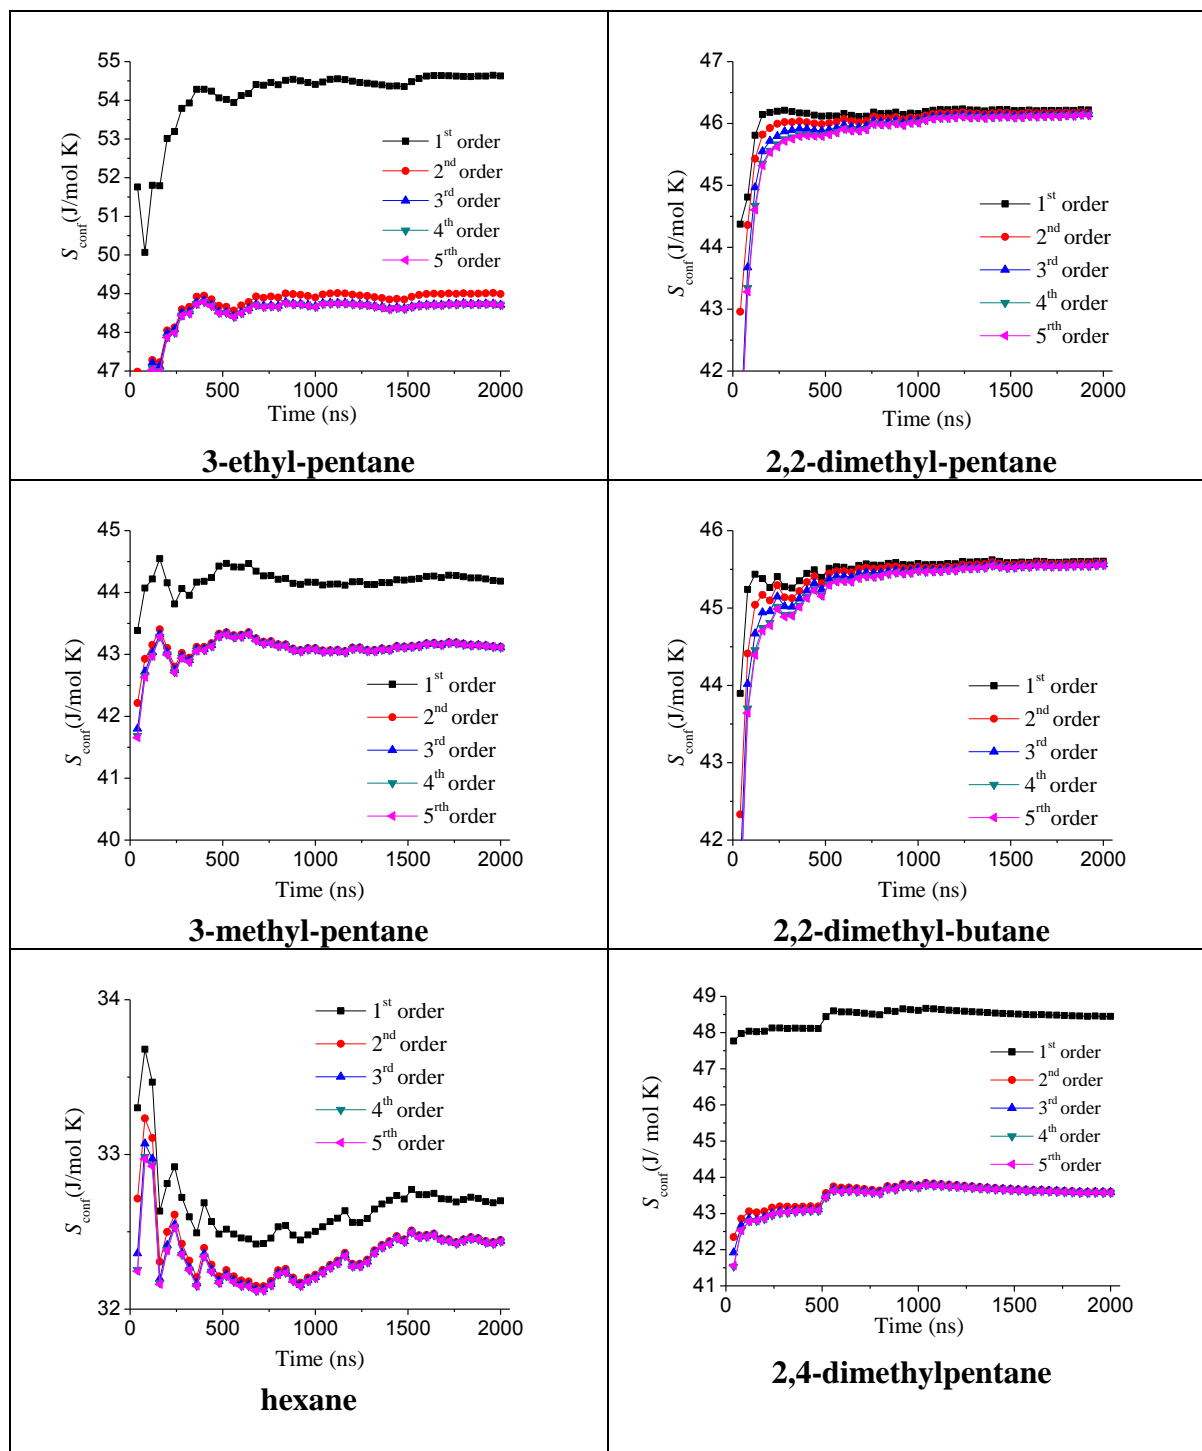 55
54
53
52
51
50
49
48
47
S conf (J/mol K)
1st order
2nd order
3rd order
4th order
5rth order
0 500 1000 1500 2000
Time (ns)
3-ethyl-pentane
47
46
45
44
43
42
S conf (J/mol K)
1st order
2nd order
3rd order
4th order
5rth order
0 500 1000 1500 2000
Time (ns)
2,2-dimethyl-pentane
45
44
43
42
41
40
S conf (J/mol K)
1st order
2nd order
3rd order
4th order
5rth order
0 500 1000 1500 2000
Time (ns)
3-methyl-pentane
46
45
44
43
42
S conf (J/mol K)
1st order
2nd order
3rd order
4th order
5rth order
0 500 1000 1500 2000
Time (ns)
2,2-dimethyl-butane
34
33
32
S conf (J/mol K)
1st order
2nd order
3rd order
4th order
5rth order
0 500 1000 1500 2000
Time (ns)
hexane
49
48
47
46
45
44
43
42
41
S conf (J/ mol K)
1st order
2nd order
3rd order
4th order
5rth order
0 500 1000 1500 2000
Time (ns)
2,4-dimethylpentane